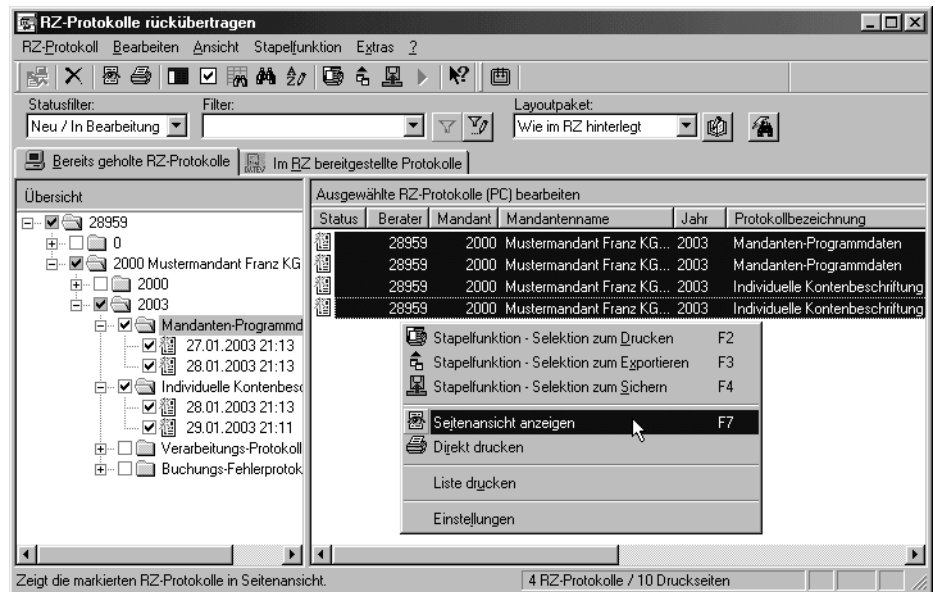 RZ-Protokolle rückübertragen
RZ-Protokoll Bearbeiten Ansicht Stapelfunktion Extras ?
Statusfilter: Filter: Layoutpaket:
Neu / In Bearbeitung Wie im RZ hinterlegt
Bereits geholte RZ-Protokolle Im RZ bereitgestellte Protokolle
Übersicht
28959
0
2000 Mustermandant Franz KG
2000
2003
Mandanten-Programmd
27.01.2003 21:13
28.01.2003 21:13
Individuelle Kontenbesc
28.01.2003 21:13
29.01.2003 21:11
Verarbeitungs-Protokoll
Buchungs-Fehlerprotok
Ausgewählte RZ-Protokolle (PC) bearbeiten
Status Berater Mandant Mandantenname Jahr Protokollbezeichnung
28959 2000 Mustermandant Franz KG... 2003 Mandanten-Programmdaten
28959 2000 Mustermandant Franz KG... 2003 Mandanten-Programmdaten
28959 2000 Mustermandant Franz KG... 2003 Individuelle Kontenbeschriftung
28959 2000 Mustermandant Franz KG... 2003 Individuelle Kontenbeschriftung
Stapelfunktion - Selektion zum Drucken F2
Stapelfunktion - Selektion zum Exportieren F3
Stapelfunktion - Selektion zum Sichern F4
Seitenansicht anzeigen F7
Direkt drucken
Liste drucken
Einstellungen
Zeigt die markierten RZ-Protokolle in Seitenansicht. 4 RZ-Protokolle / 10 Druckseiten